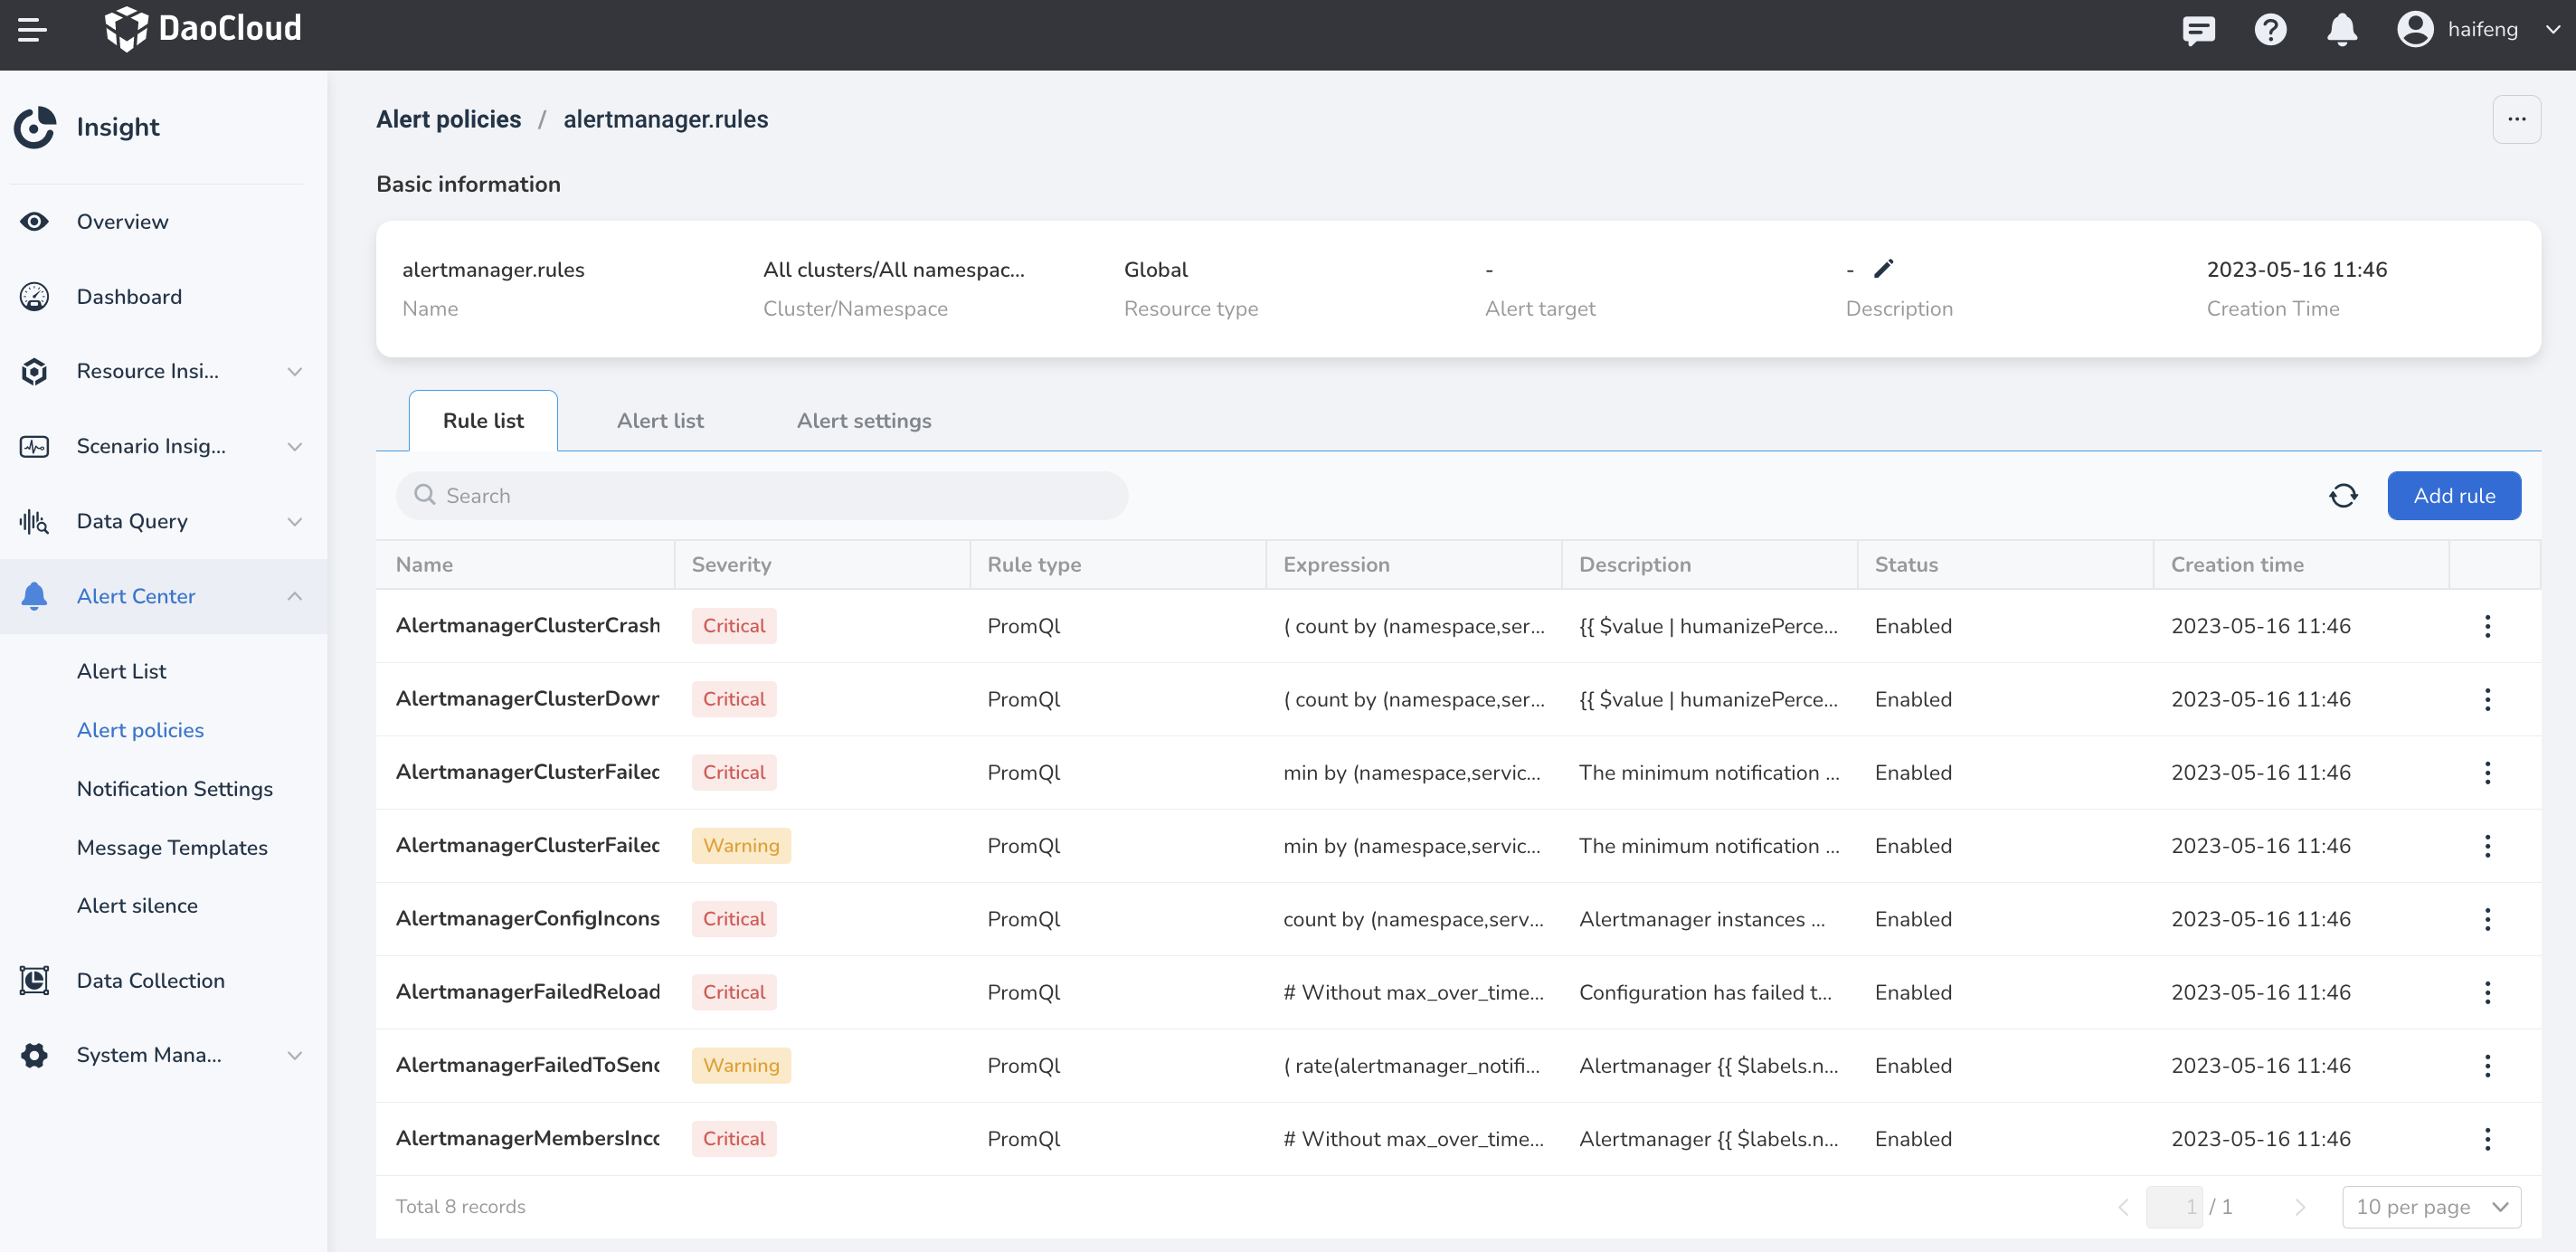 DaoCloud
haifeng
Insight
Overview
Dashboard
Resource Insi...
Scenario Insig...
Data Query
Alert Center
Alert List
Alert policies
Notification Settings
Message Templates
Alert silence
Data Collection
System Mana...
Alert policies / alertmanager.rules
...
Basic information
alertmanager.rules All clusters/All namespac... Global - - 2023-05-16 11:46
Name Cluster/Namespace Resource type Alert target Description Creation Time
Rule list Alert list Alert settings
Search Add rule
Name Severity Rule type Expression Description Status Creation time
AlertmanagerClusterCrash Critical PromQl ( count by (namespace,ser... {{ $value | humanizePerce... Enabled 2023-05-16 11:46
AlertmanagerClusterDow Critical PromQl ( count by (namespace,ser... {{ $value | humanizePerce... Enabled 2023-05-16 11:46
AlertmanagerClusterFaile Critical PromQl min by (namespace,servic... The minimum notification ... Enabled 2023-05-16 11:46
AlertmanagerClusterFaile Warning PromQl min by (namespace,servic... The minimum notification ... Enabled 2023-05-16 11:46
AlertmanagerConfigIncons Critical PromQl count by (namespace,serv... Alertmanager instances ... Enabled 2023-05-16 11:46
AlertmanagerFailedReload Critical PromQl # Without max_over_time... Configuration has failed t... Enabled 2023-05-16 11:46
AlertmanagerFailedToSen Warning PromQl ( rate(alertmanager_notifi... Alertmanager {{ $labels.n... Enabled 2023-05-16 11:46
AlertmanagerMembersInc Critical PromQl # Without max_over_time... Alertmanager {{ $labels.n... Enabled 2023-05-16 11:46
Total 8 records 1 / 1 10 per page